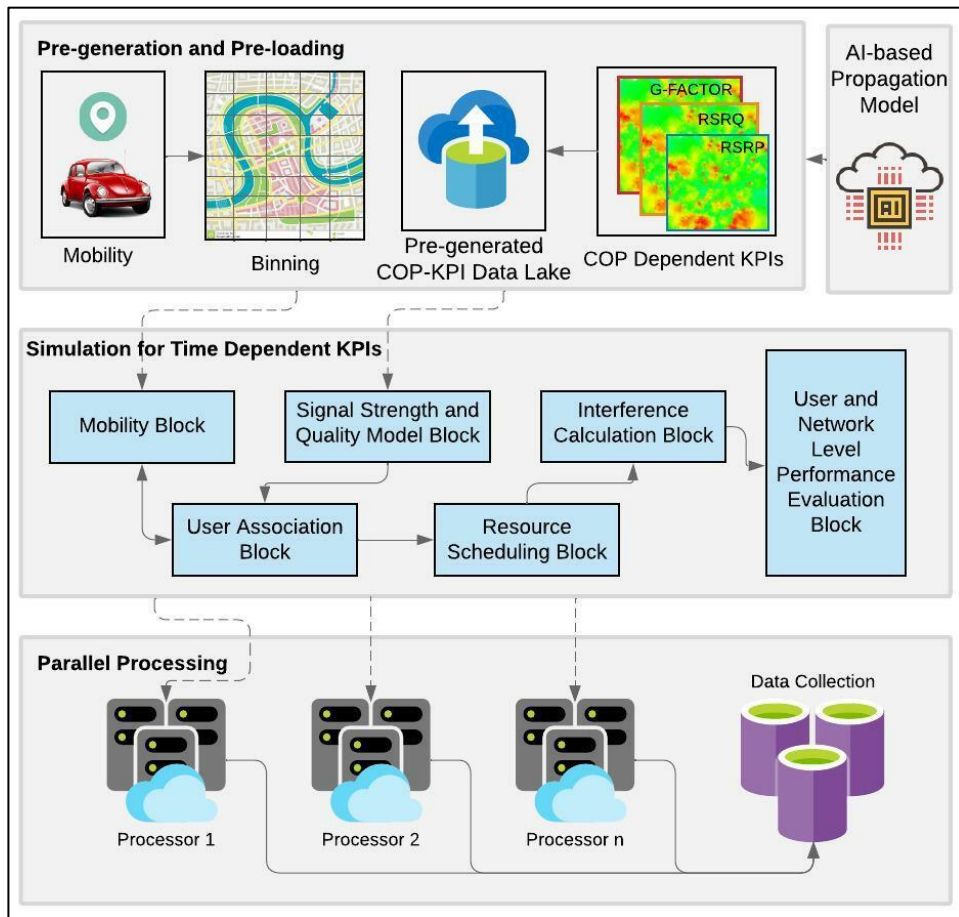 Pre-generation and Pre-loading
Mobility
Binning
Pre-generated
COP-KPI Data Lake
G-FACTOR
RSRQ
RSRP
COP Dependent KPIs
AI-based
Propagation
Model
AI
Simulation for Time Dependent KPIs
Mobility Block
Signal Strength and
Quality Model Block
Interference
Calculation Block
User and
Network
Level
Performance
Evaluation
Block
User Association
Block
Resource
Scheduling Block
Parallel Processing
Processor 1
Processor 2
Processor n
Data Collection